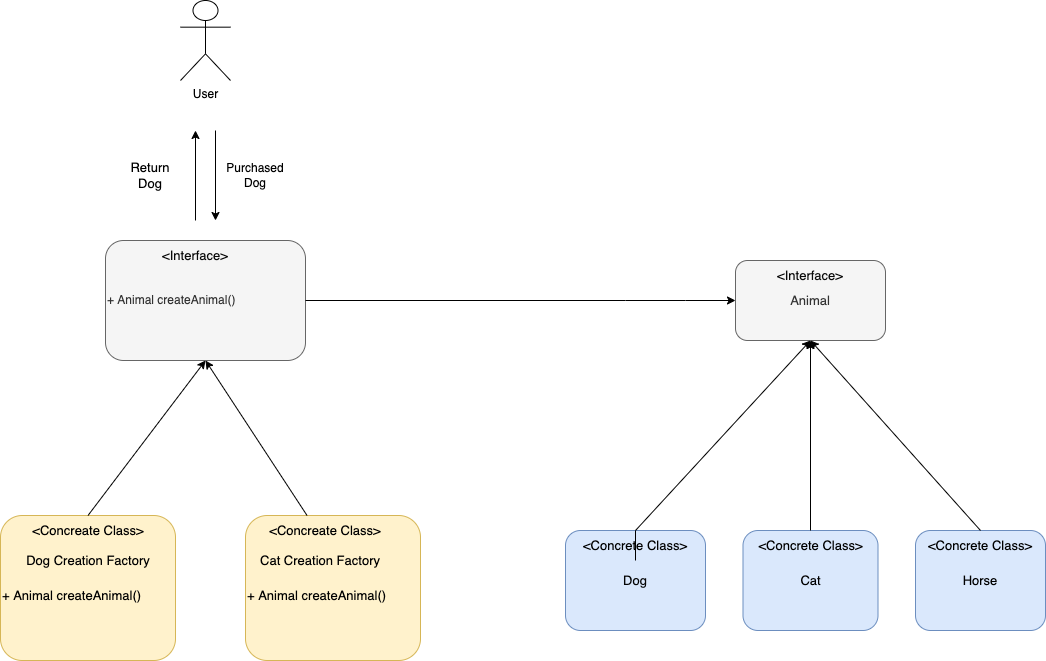 User
Return
Dog
Purchased
Dog
<Interface>
+ Animal createAnimal()
<Interface>
Animal
<Concreate Class>
Dog Creation Factory
+ Animal createAnimal()
<Concreate Class>
Cat Creation Factory
+ Animal createAnimal()
<Concrete Class>
Dog
<Concrete Class>
Cat
<Concrete Class>
Horse